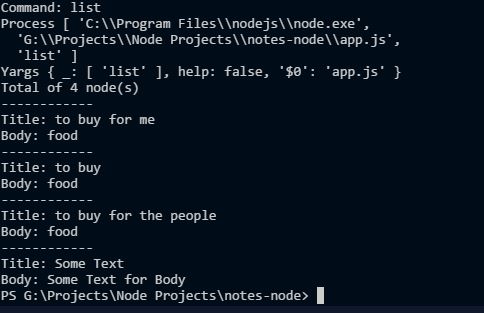 Command: list
Process [ 'C:\\Program Files\\nodejs\\node.exe',
  'G:\\Projects\\Node Projects\\notes-node\\app.js',
  'list' ]
Yargs { _: [ 'list' ], help: false, '$0': 'app.js' }
Total of 4 node(s)
------------
Title: to buy for me
Body: food
------------
Title: to buy
Body: food
------------
Title: to buy for the people
Body: food
------------
Title: Some Text
Body: Some Text for Body
PS G:\Projects\Node Projects\notes-node>